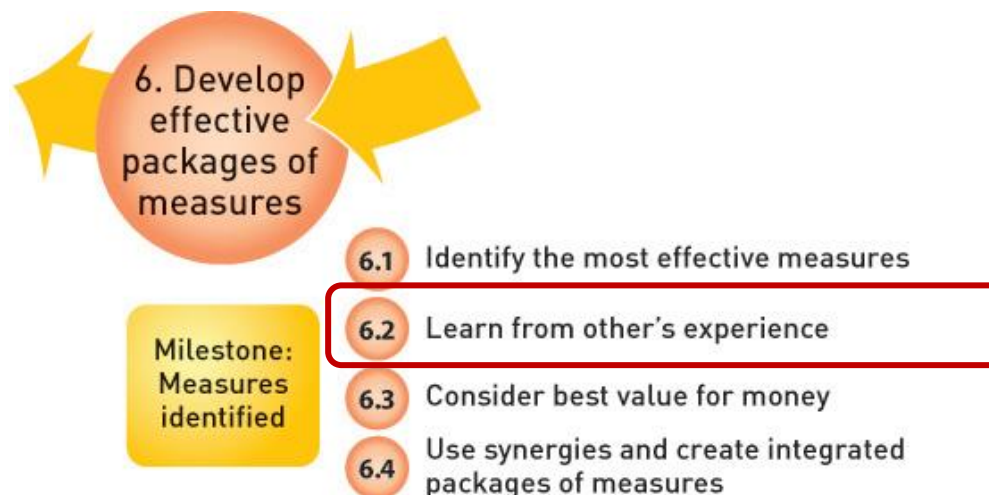 6. Develop
effective
packages of
measures
6.1 Identify the most effective measures
6.2 Learn from other's experience
Milestone:
Measures
identified
6.3 Consider best value for money
6.4 Use synergies and create integrated
packages of measures